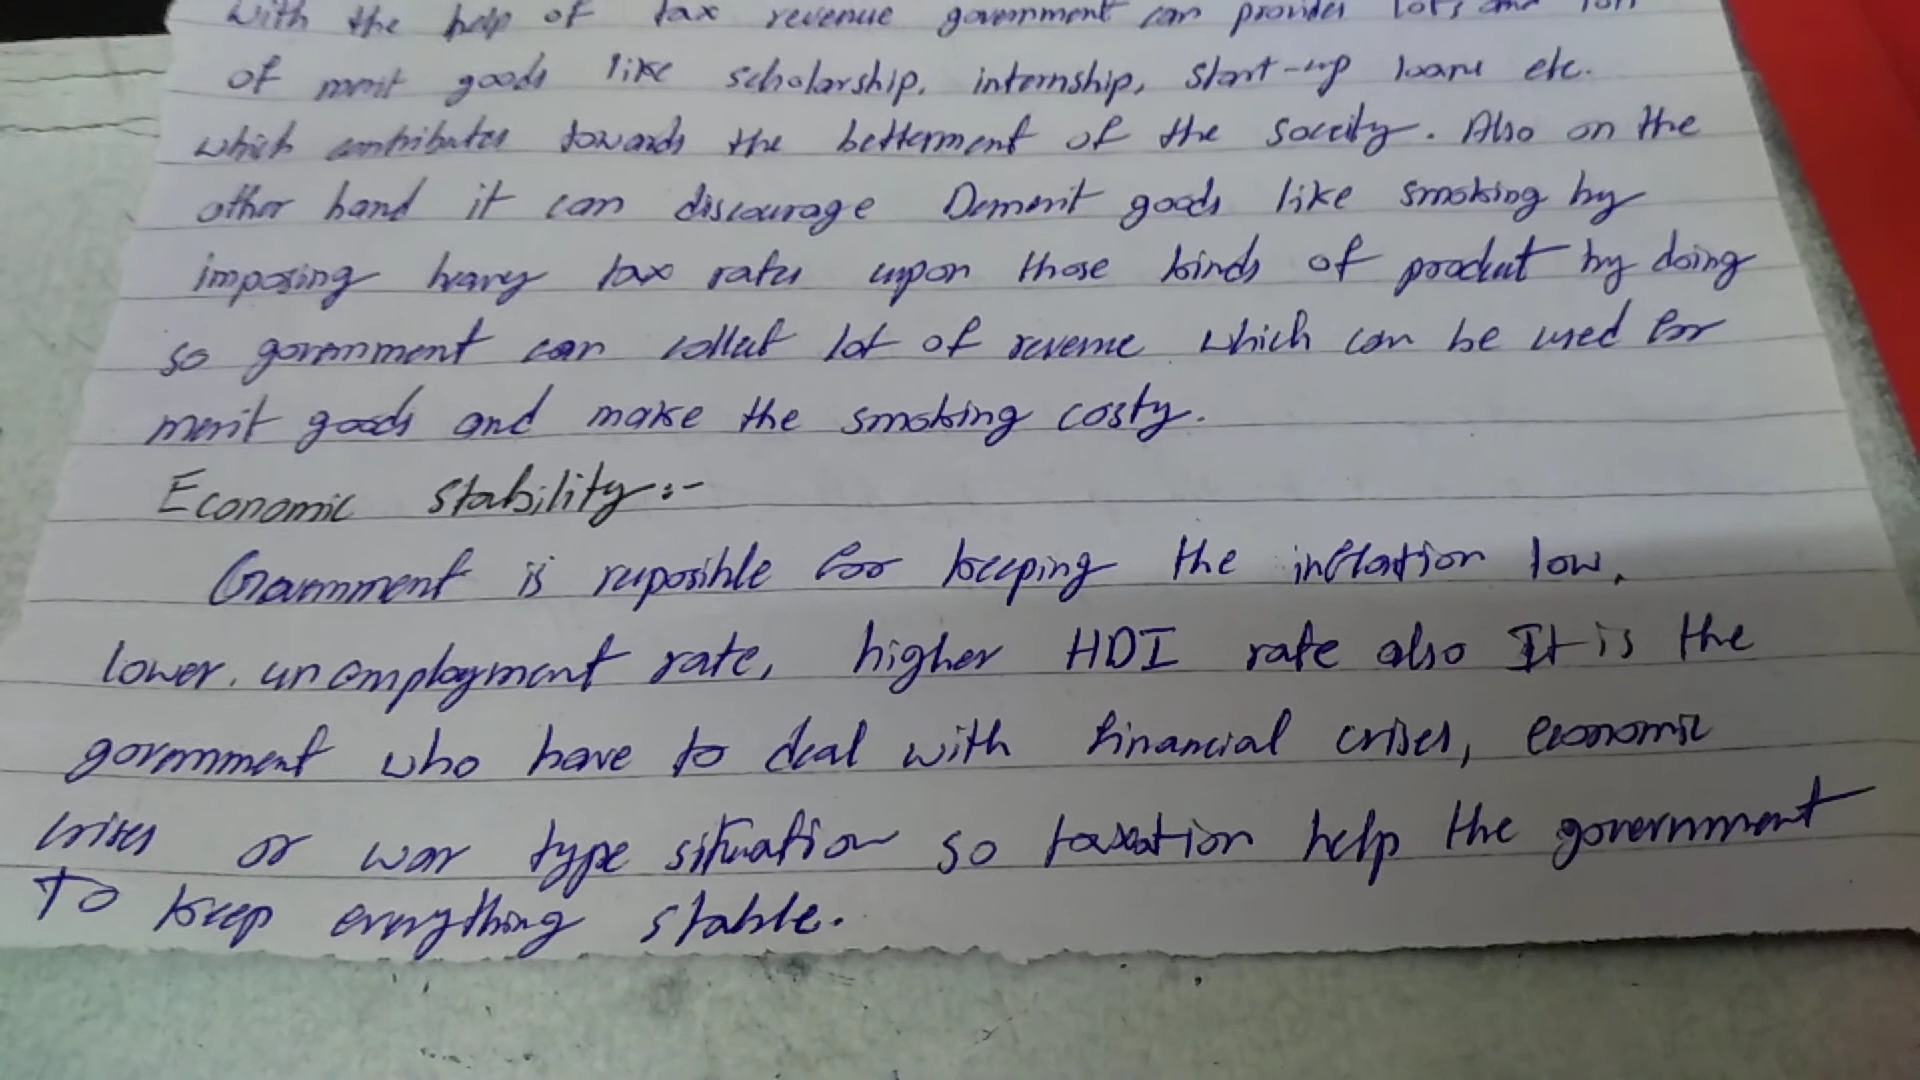 with the help of tax revenue government can provides lots and ton
of merit goods like scholarship, internship, start-up loans etc.
which contributes towards the betterment of the society. Also on the
other hand it can discourage Demerit goods like smoking by
imposing heavy tax rates upon those kinds of product by doing
so government can collect lot of revenue which can be used for
merit goods and make the smoking costy.
Economic stability:-
Government is reposible for keeping the inflation low,
lower. unemployment rate, higher HDI rate also It is the
government who have to deal with financial crises, economic
crises or war type situation so taxation help the government
To keep everything stable.